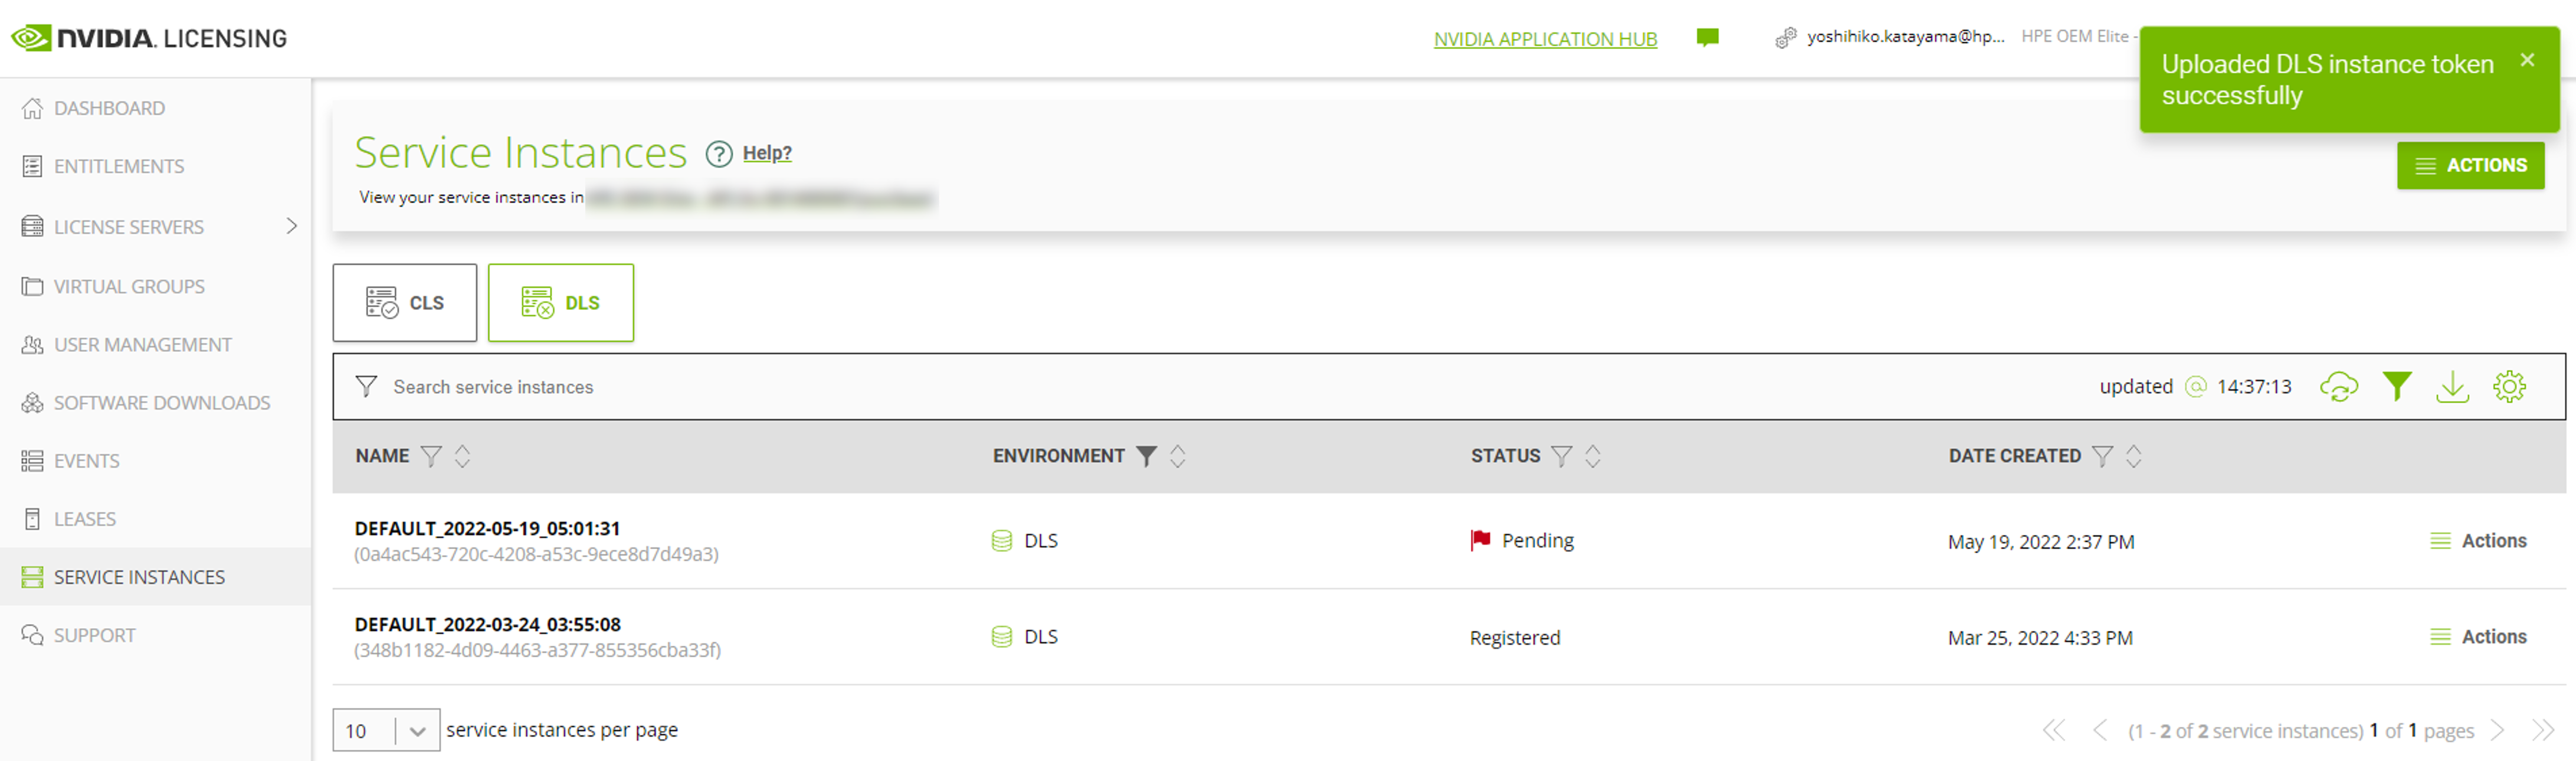 NVIDIA. LICENSING
NVIDIA APPLICATION HUB
yoshihiko.katayama@hp...
HPE OEM Elite -
Uploaded DLS instance token
successfully
DASHBOARD
ENTITLEMENTS
LICENSE SERVERS
VIRTUAL GROUPS
USER MANAGEMENT
SOFTWARE DOWNLOADS
EVENTS
LEASES
SERVICE INSTANCES
SUPPORT
Service Instances ? Help?
View your service instances in
ACTIONS
CLS
DLS
Search service instances
updated @ 14:37:13
NAME ENVIRONMENT STATUS DATE CREATED
DEFAULT_2022-05-19_05:01:31
(0a4ac543-720c-4208-a53c-9ece8d7d49a3)
DLS
Pending
May 19, 2022 2:37 PM
Actions
DEFAULT_2022-03-24_03:55:08
(348b1182-4d09-4463-a377-855356cba33f)
DLS
Registered
Mar 25, 2022 4:33 PM
Actions
10 service instances per page
(1 - 2 of 2 service instances) 1 of 1 pages